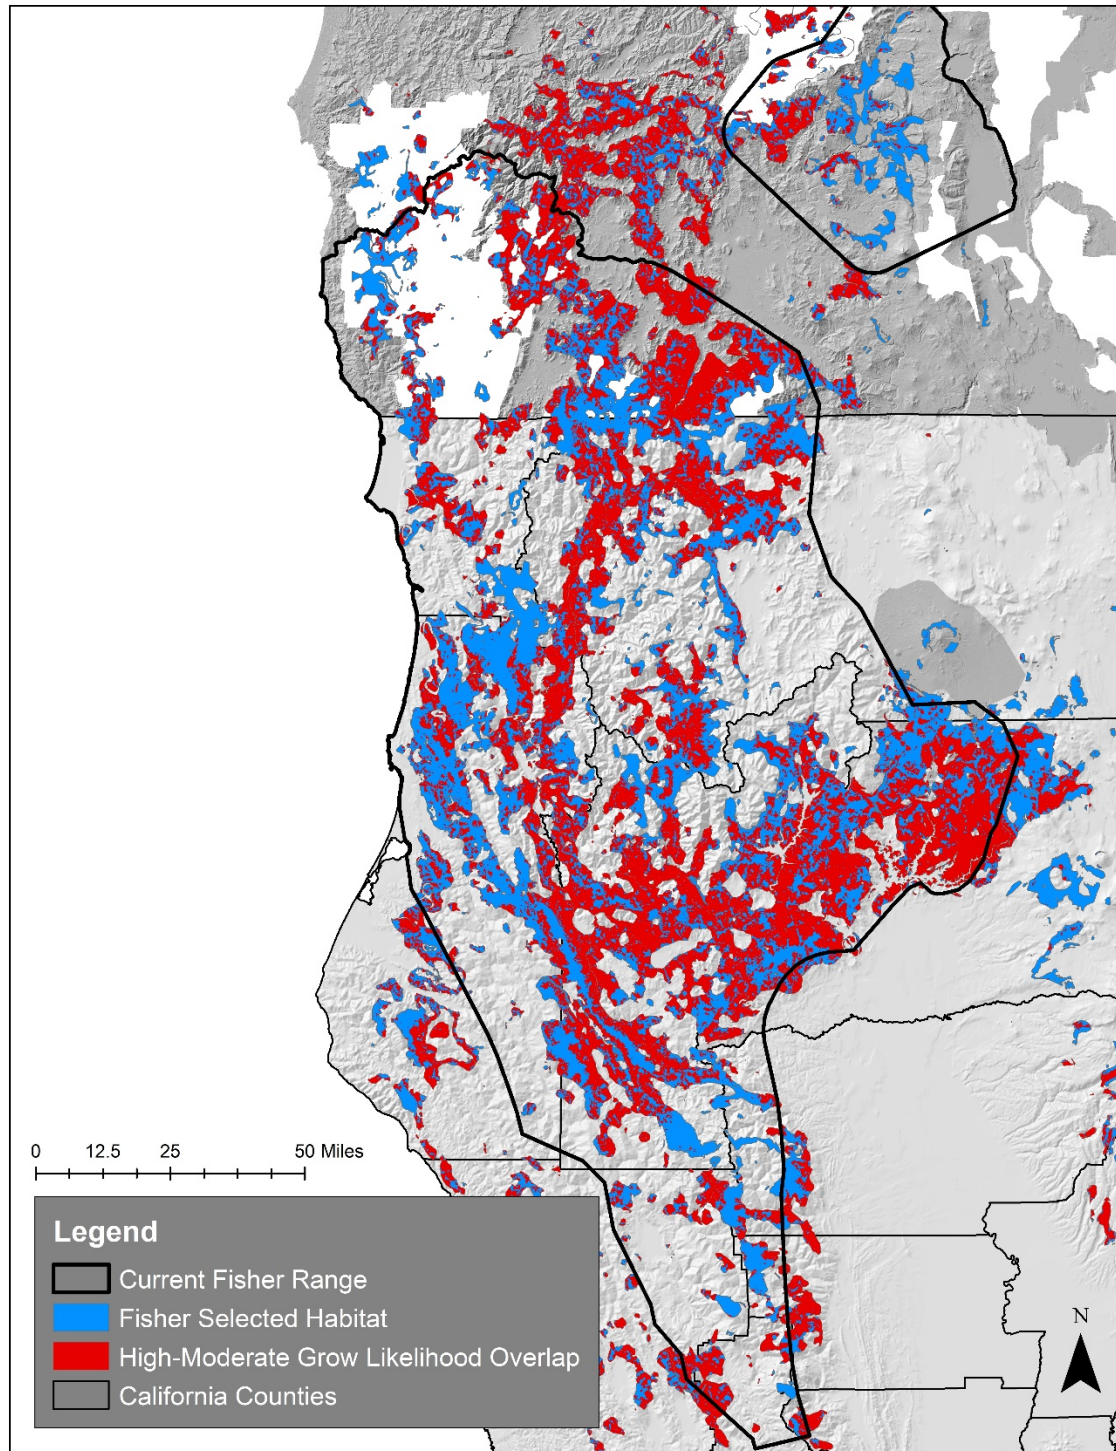 0 12.5 25 50 Miles
Legend
Current Fisher Range
Fisher Selected Habitat
High-Moderate Grow Likelihood Overlap
California Counties
N